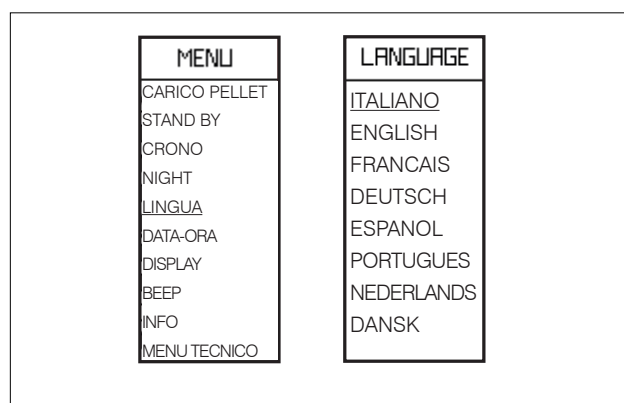 MENU
CARICO PELLET
STAND BY
CRONO
NIGHT
LINGUA
DATA-ORA
DISPLAY
BEEP
INFO
MENU TECNICO
LANGUAGE
ITALIANO
ENGLISH
FRANCAIS
DEUTSCH
ESPANOL
PORTUGUES
NEDERLANDS
DANSK